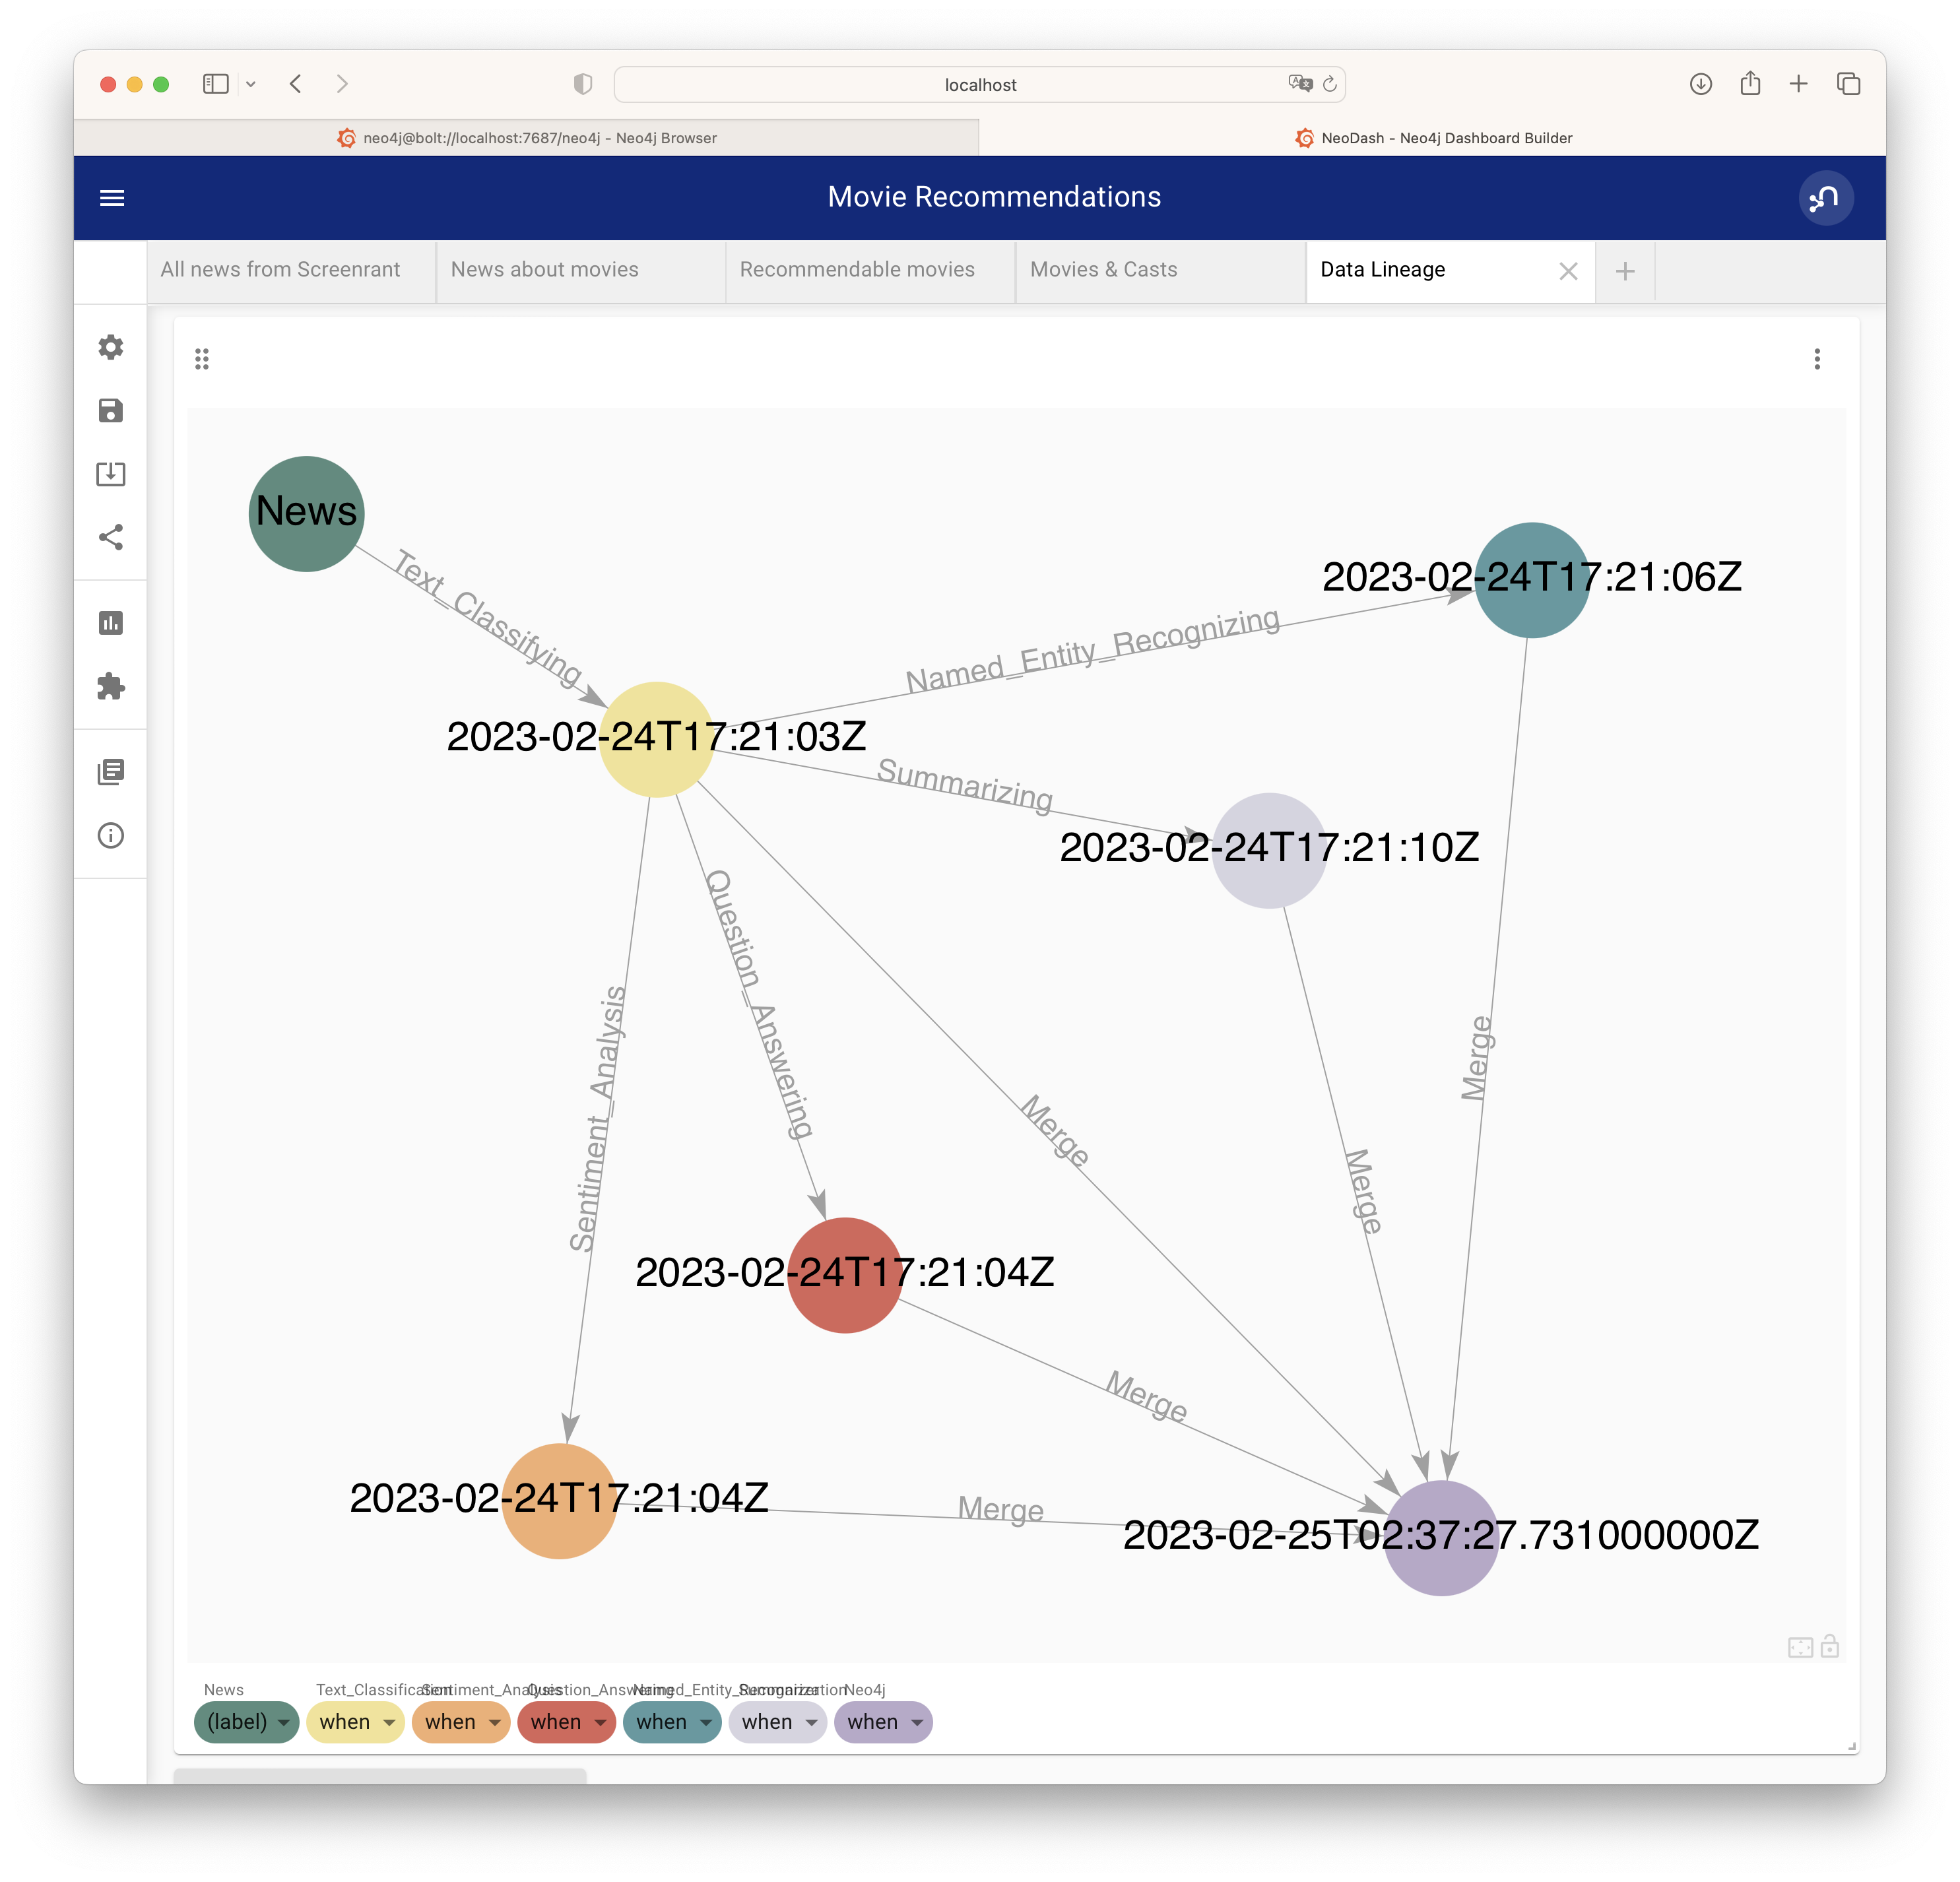 localhost
neo4j@bolt://localhost:7687/neo4j - Neo4j Browser
NeoDash - Neo4j Dashboard Builder
Movie Recommendations
All news from Screenrant
News about movies
Recommendable movies
Movies & Casts
Data Lineage
News
Text_Classifying
2023-02-24T17:21:06Z
Named_Entity_Recognizing
2023-02-24T17:21:03Z
Summarizing
2023-02-24T17:21:10Z
Question_Answering
Sentiment_Analysis
Merge
Merge
Merge
2023-02-24T17:21:04Z
Merge
2023-02-24T17:21:04Z
Merge
2023-02-25T02:37:27.731000000Z
News
Text_Classification
Sentiment_Analysis
Question_Answering
Named_Entity_Recognizer
Summarization
Neo4j
(label)
when
when
when
when
when
when